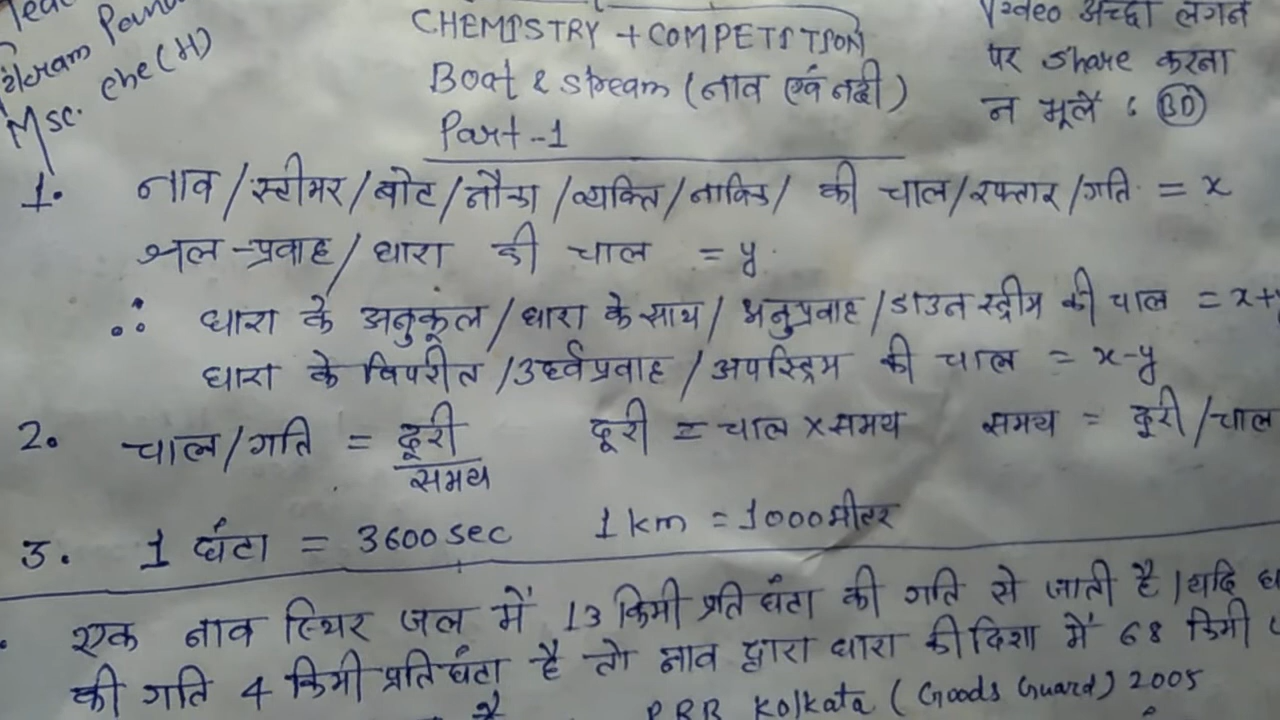 CHEMISTRY + COMPETITION
Boat & stream (नाव एवं नदी)
Part-1
Msc. che(H)
Video अच्छा लगने
पर share करना
न भूलें : BD
1. नाव/स्टीमर/बोट/नौका/व्यक्ति/नाविक/ की चाल/रफ्तार/गति = x
जल-प्रवाह/धारा की चाल = y
∴ धारा के अनुकूल/धारा के साथ/अनुप्रवाह/डाउन स्ट्रीम की चाल = x+y
धारा के विपरीत/उर्ध्वप्रवाह/अपस्ट्रिम की चाल = x-y
2. चाल/गति = दूरी/समय दूरी = चाल x समय समय = दूरी/चाल
3. 1 घंटा = 3600 sec 1 km = 1000 मीटर
एक नाव स्थिर जल में 13 किमी प्रति घंटा की गति से जाती है। यदि
की गति 4 किमी प्रति घंटा है तो नाव द्वारा धारा की दिशा में 68 किमी
RRB Kolkata (Goods Guard) 2005